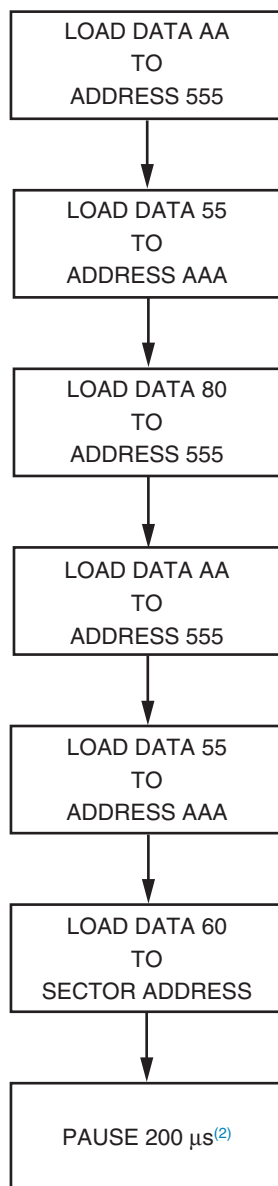 LOAD DATA AA
TO
ADDRESS 555
LOAD DATA 55
TO
ADDRESS AAA
LOAD DATA 80
TO
ADDRESS 555
LOAD DATA AA
TO
ADDRESS 555
LOAD DATA 55
TO
ADDRESS AAA
LOAD DATA 60
TO
SECTOR ADDRESS
PAUSE 200 μs(2)